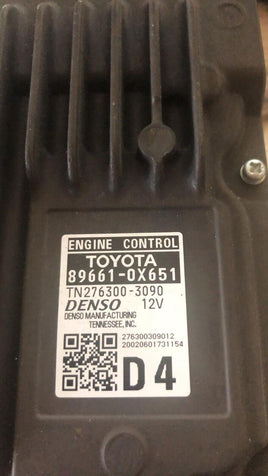 ENGINE CONTROL
TOYOTA
89661-0X651
TN276300-3090
DENSO 12V
DENSO MANUFACTURING
TENNESSEE, INC.
276300309012
20020601731154
D4